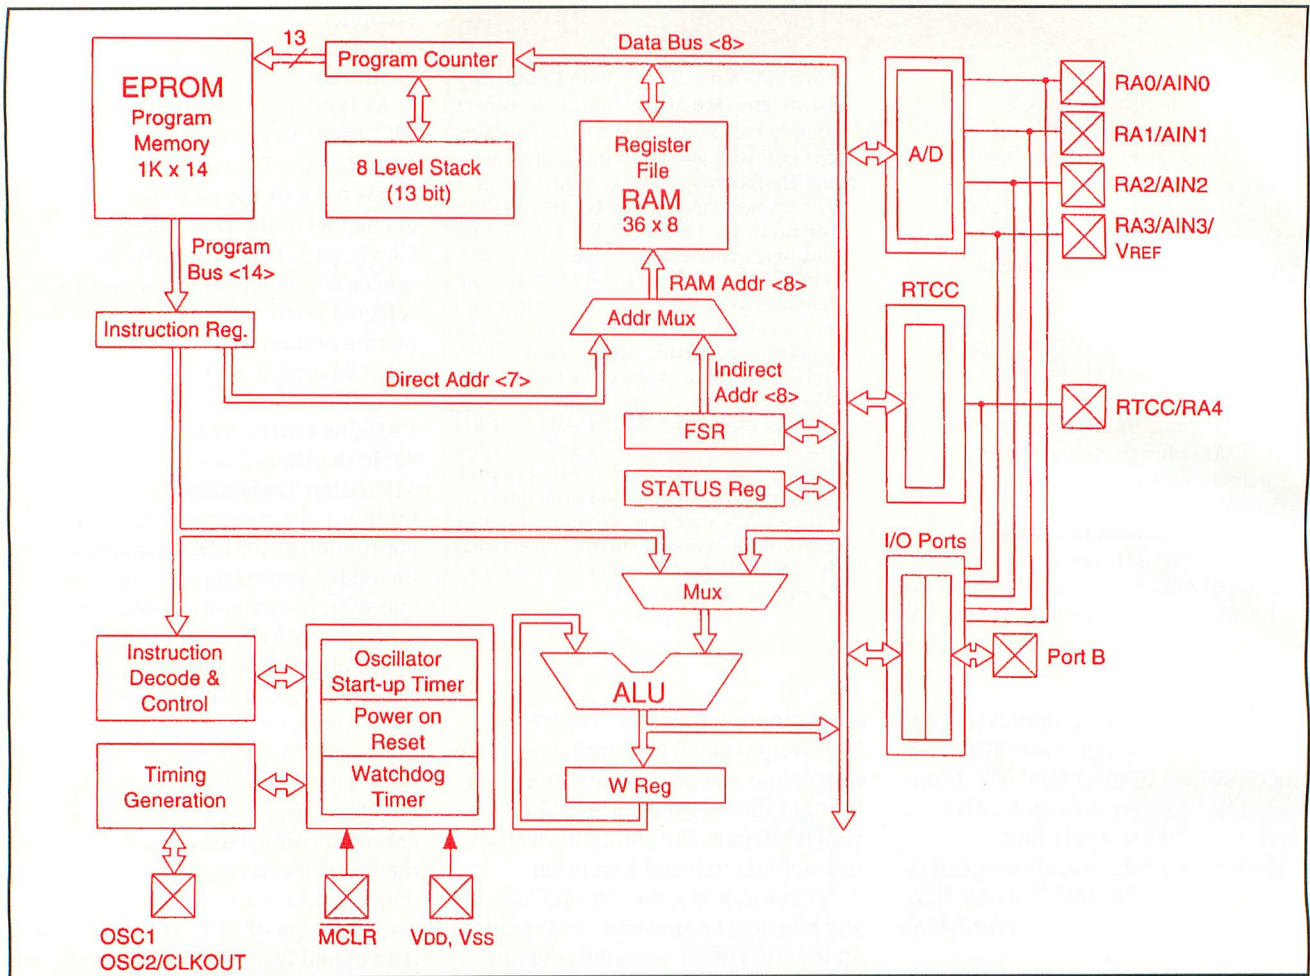 13
Data Bus <8>
Program Counter
EPROM
Program
Memory
1K x 14
8 Level Stack
(13 bit)
Register
File
RAM
36 x 8
A/D
RA0/AIN0
RA1/AIN1
RA2/AIN2
RA3/AIN3/
VREF
Program
Bus <14>
RAM Addr <8>
RTCC
Instruction Reg.
Addr Mux
Direct Addr <7>
Indirect
Addr <8>
RTCC/RA4
FSR
STATUS Reg
I/O Ports
Mux
Instruction
Decode &
Control
Oscillator
Start-up Timer
Power on
Reset
Watchdog
Timer
ALU
Port B
Timing
Generation
W Reg
OSC1
OSC2/CLKOUT
MCLR
VDD, VSS